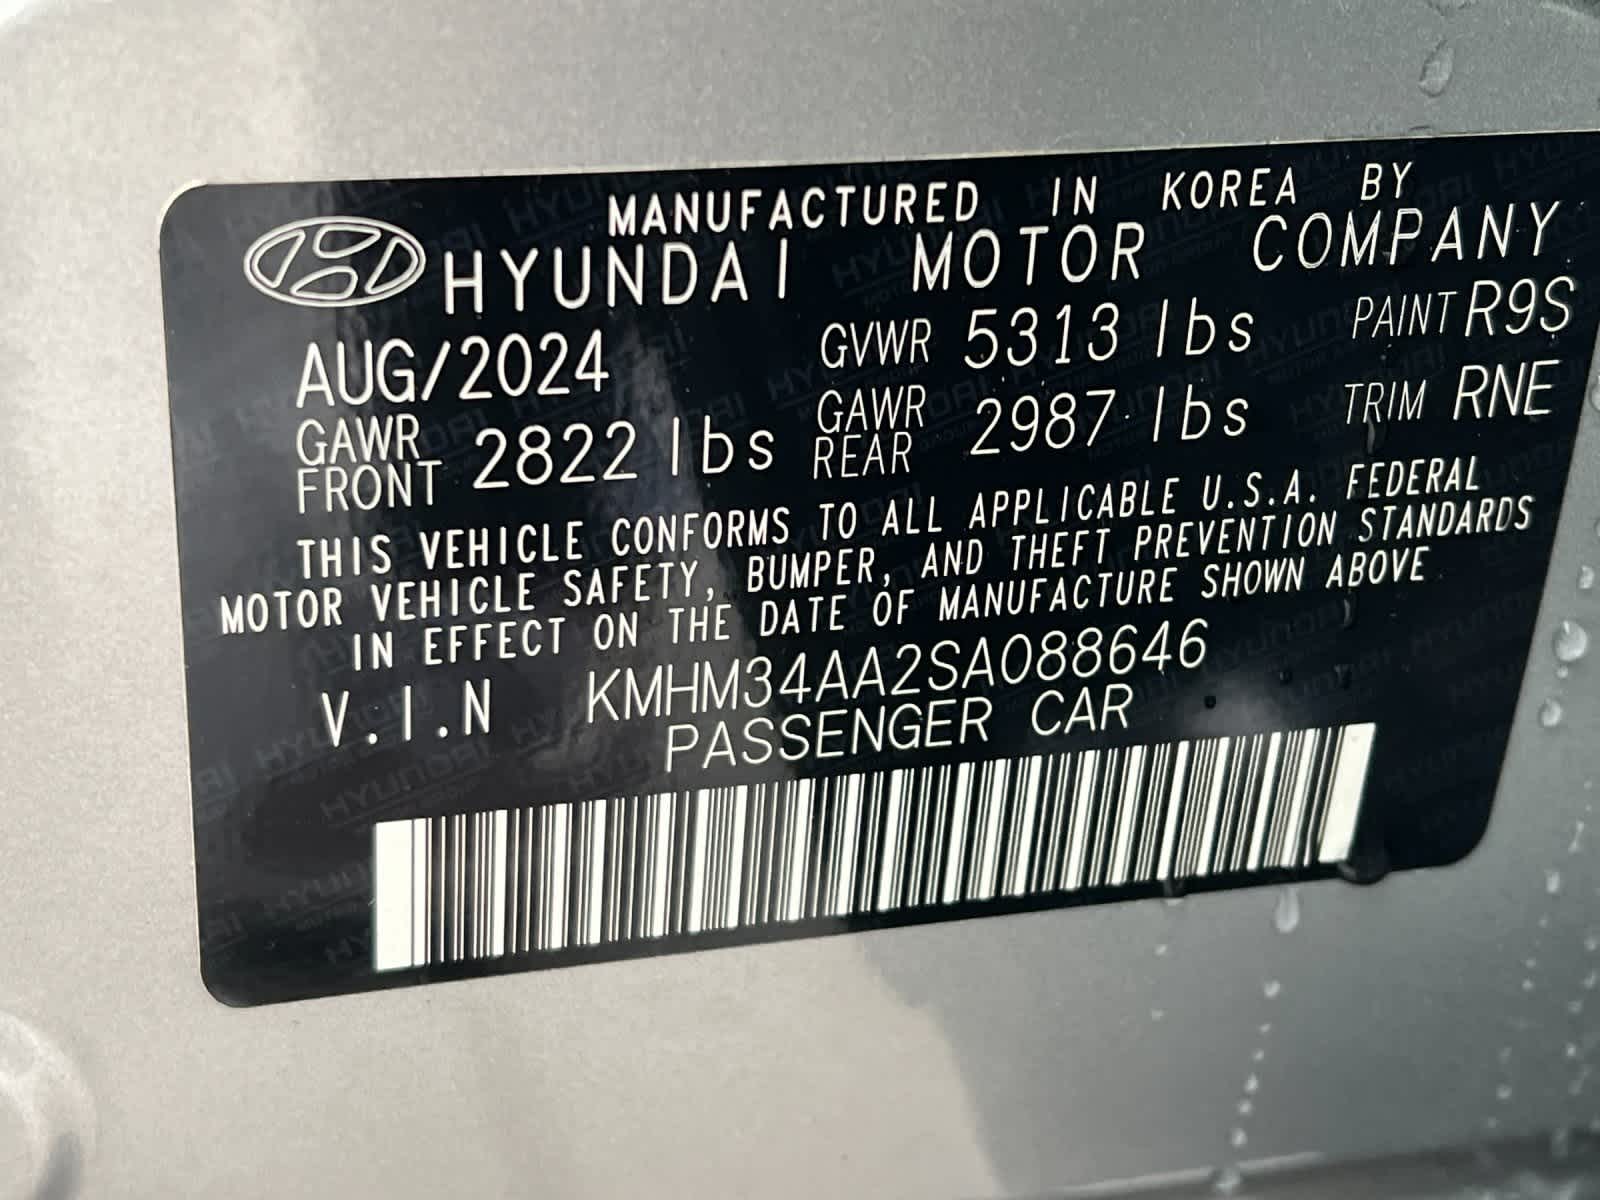 MANUFACTURED IN KOREA BY
HYUNDAI MOTOR COMPANY
AUG/2024 GVWR 5313 lbs PAINT R9S
GAWR FRONT 2822 lbs GAWR REAR 2987 lbs TRIM RNE
THIS VEHICLE CONFORMS TO ALL APPLICABLE U.S.A. FEDERAL
MOTOR VEHICLE SAFETY, BUMPER, AND THEFT PREVENTION STANDARDS
IN EFFECT ON THE DATE OF MANUFACTURE SHOWN ABOVE
V.I.N KMHM34AA2SA088646
PASSENGER CAR